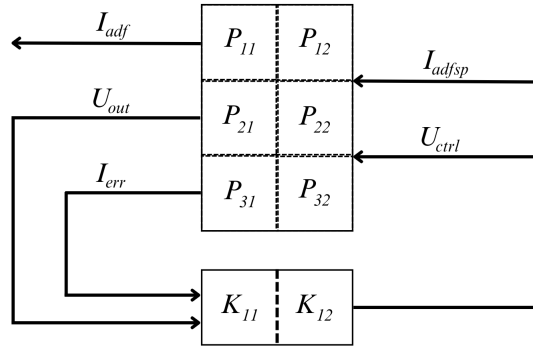 I_adf P_11 P_12
I_adfsp
U_out P_21 P_22
U_ctrl
I_err P_31 P_32
K_11 K_12